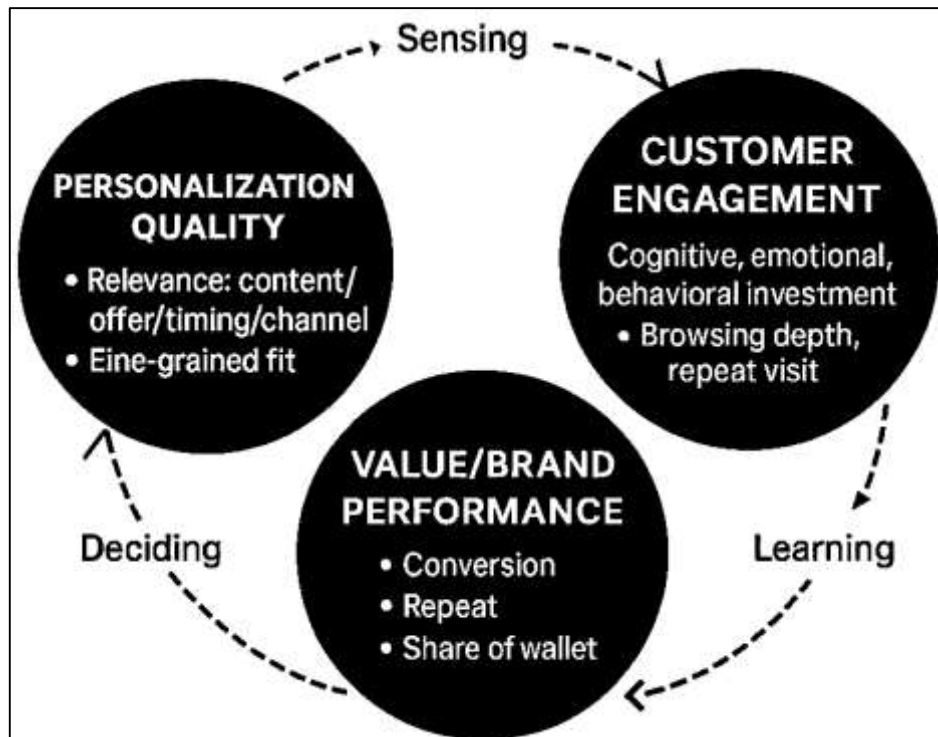 Sensing
PERSONALIZATION
QUALITY
• Relevance: content/
offer/timing/channel
• Eine-grained fit
CUSTOMER
ENGAGEMENT
Cognitive, emotional,
behavioral investment
• Browsing depth,
repeat visit
Learning
VALUE/BRAND
PERFORMANCE
• Conversion
• Repeat
• Share of wallet
Deciding